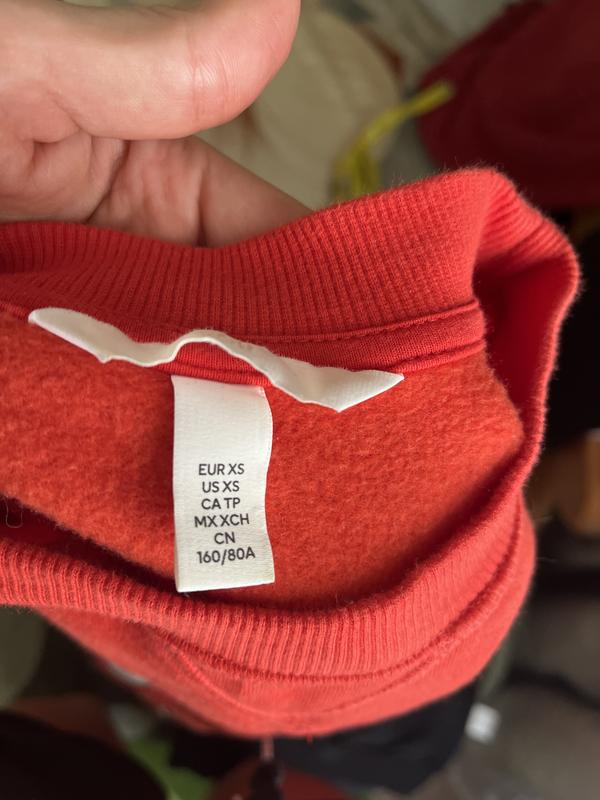 EUR XS
US XS
CA TP
MX XCH
CN
160/80A